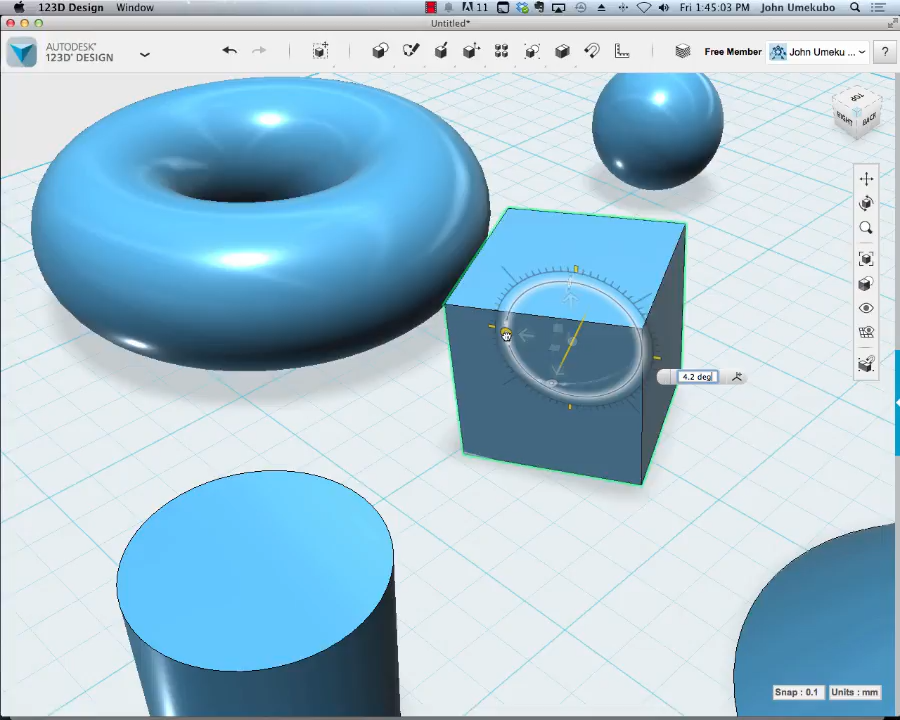 123D Design Window 11 Fri 1:45:03 PM John Umekubo
Untitled*
AUTODESK®
123D® DESIGN
Free Member John Umeku ... ?
TOP
RIGHT BACK
4.2 deg
Snap : 0.1 Units : mm